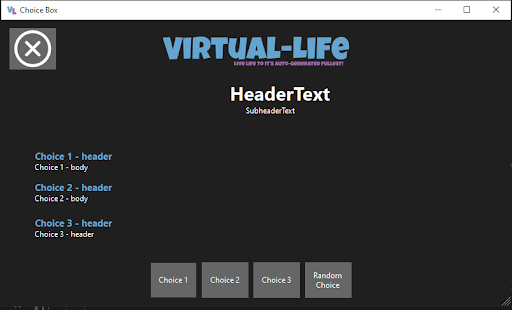 VL Choice Box
VIRTUAL-LIFE
LIVE LIFE TO IT'S AUTO-GENERATED FULLEST!
HeaderText
SubheaderText
Choice 1 - header
Choice 1 - body
Choice 2 - header
Choice 2 - body
Choice 3 - header
Choice 3 - header
Choice 1 Choice 2 Choice 3 Random
Choice